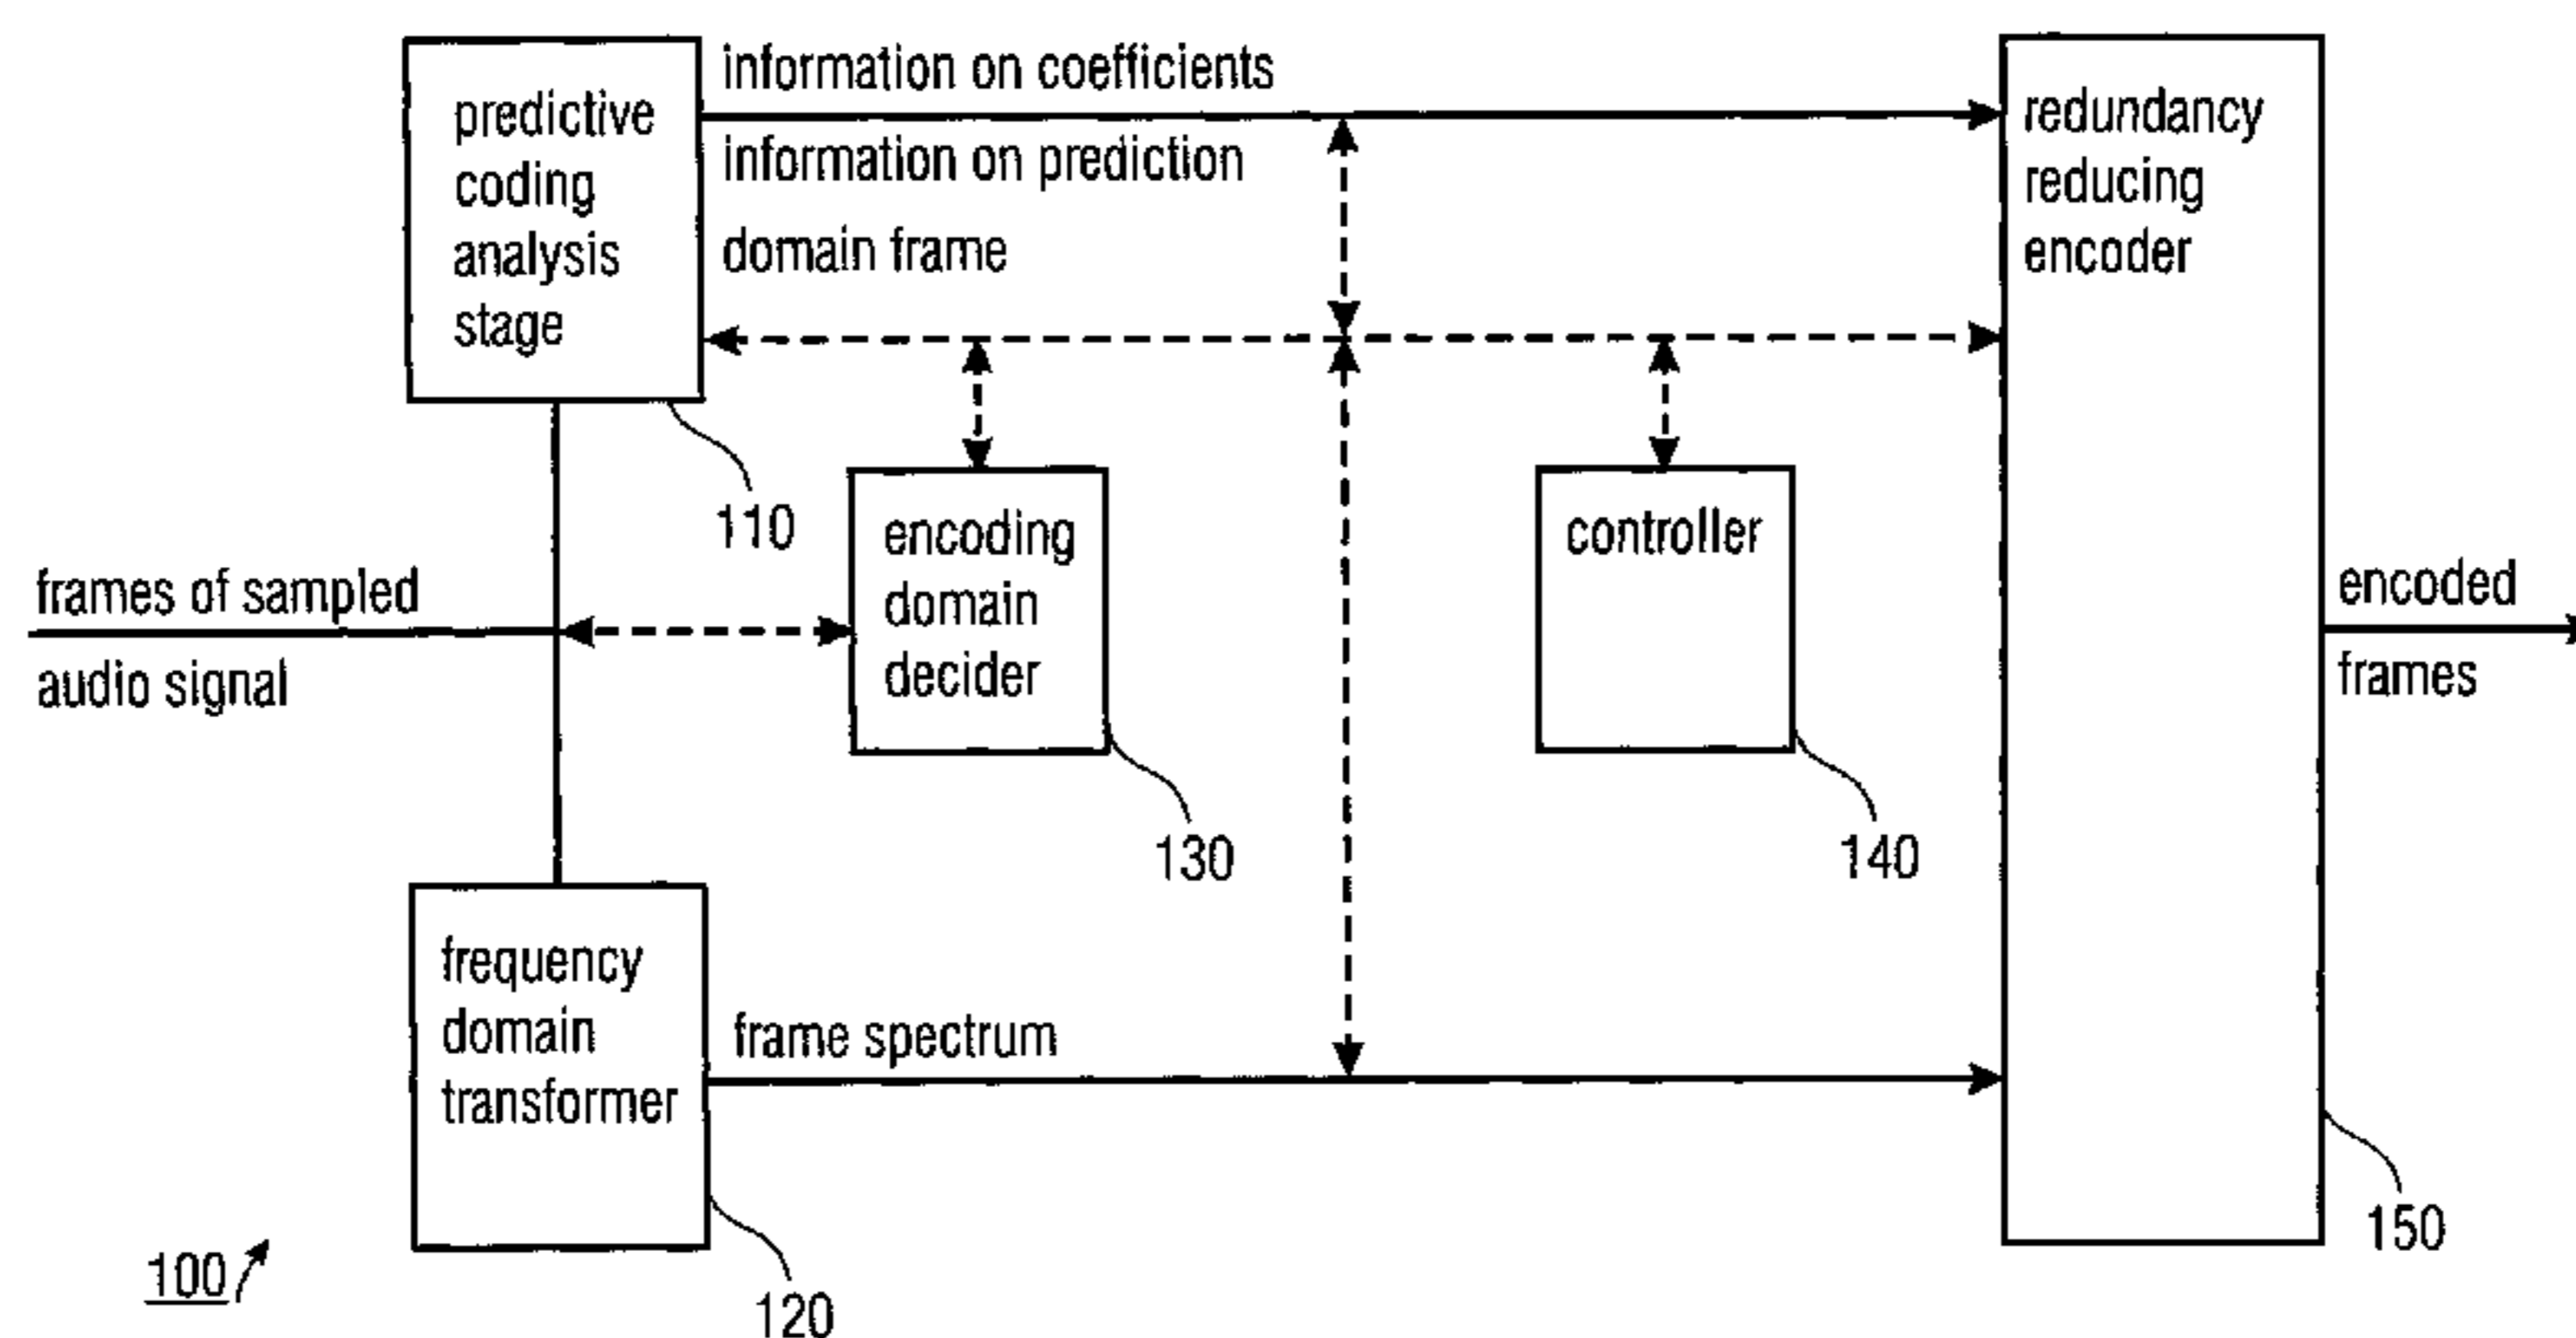 predictive
coding
analysis
stage
information on coefficients
information on prediction
domain frame
redundancy
reducing
encoder
110
encoding
domain
decider
130
controller
140
frames of sampled
audio signal
encoded
frames
frequency
domain
transformer
frame spectrum
150
100
120